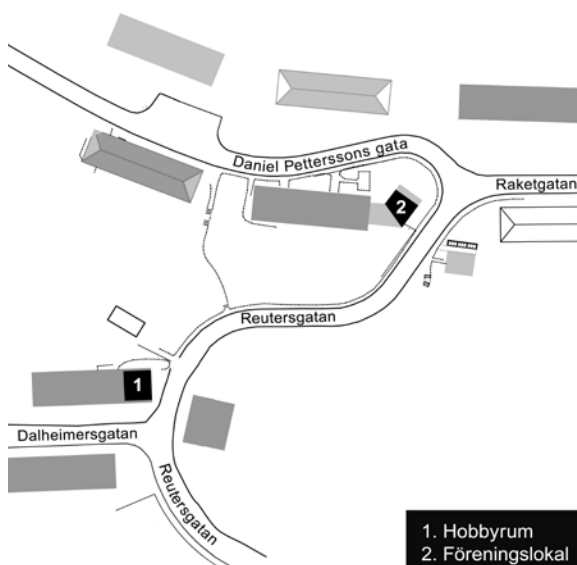 Daniel Petterssons gata
Raketgatan
2
Reutersgatan
1
Dalheimersgatan
Reutersgatan
1. Hobbyrum
2. Föreningslokal